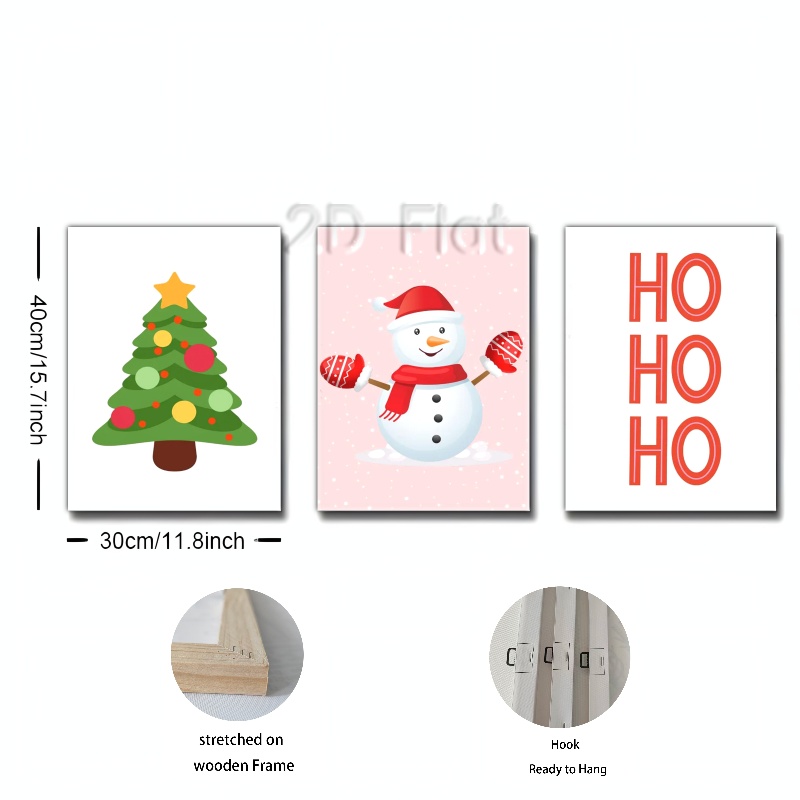 2D Flat
HO
HO
HO
40cm/15.7inch
30cm/11.8inch
stretched on
wooden Frame
Hook
Ready to Hang